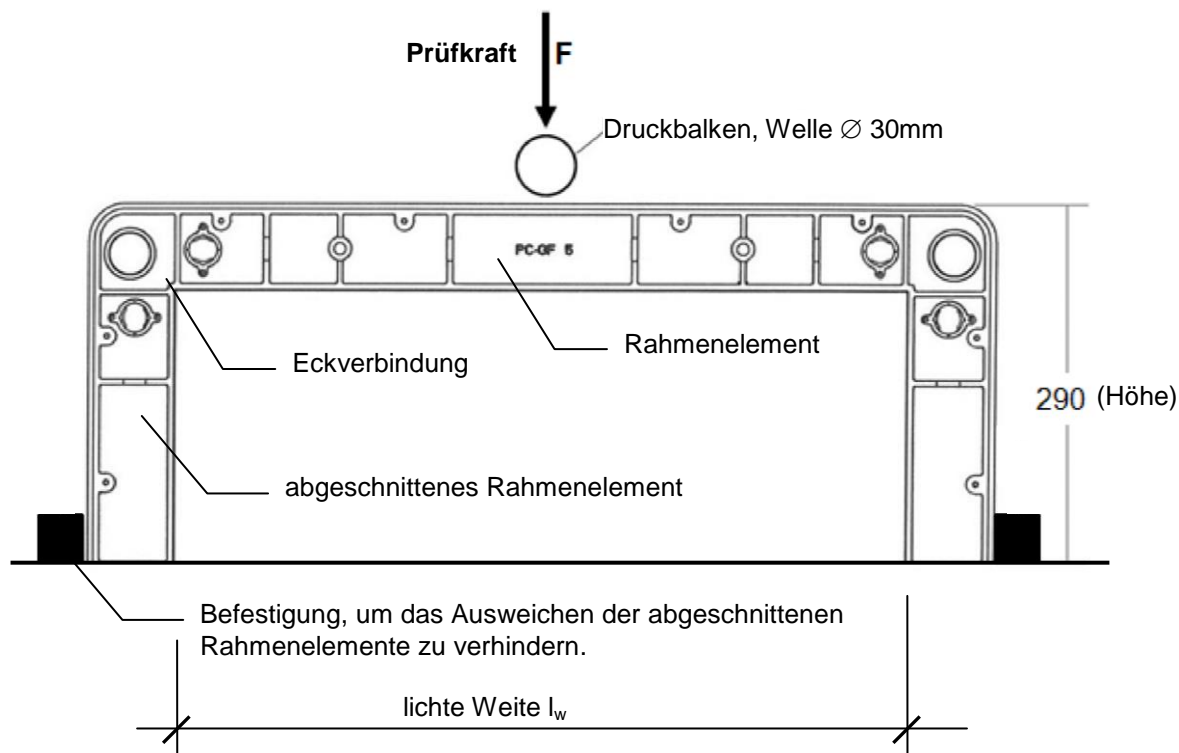 Prüfkraft F
Druckbalken, Welle ∅ 30mm
PC-GF 5
Eckverbindung
Rahmenelement
290 (Höhe)
abgeschnittenes Rahmenelement
Befestigung, um das Ausweichen der abgeschnittenen
Rahmenelemente zu verhindern.
lichte Weite lw